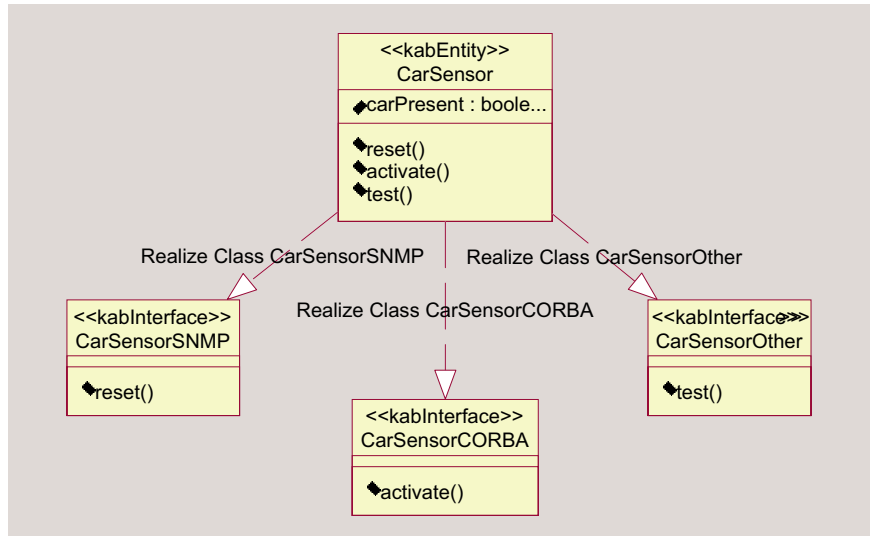 <<kabEntity>>
CarSensor
carPresent : boole...
reset()
activate()
test()
Realize Class CarSensorSNMP
Realize Class CarSensorOther
Realize Class CarSensorCORBA
<<kabInterface>>
CarSensorSNMP
reset()
<<kabInterface>>
CarSensorOther
test()
<<kabInterface>>
CarSensorCORBA
activate()